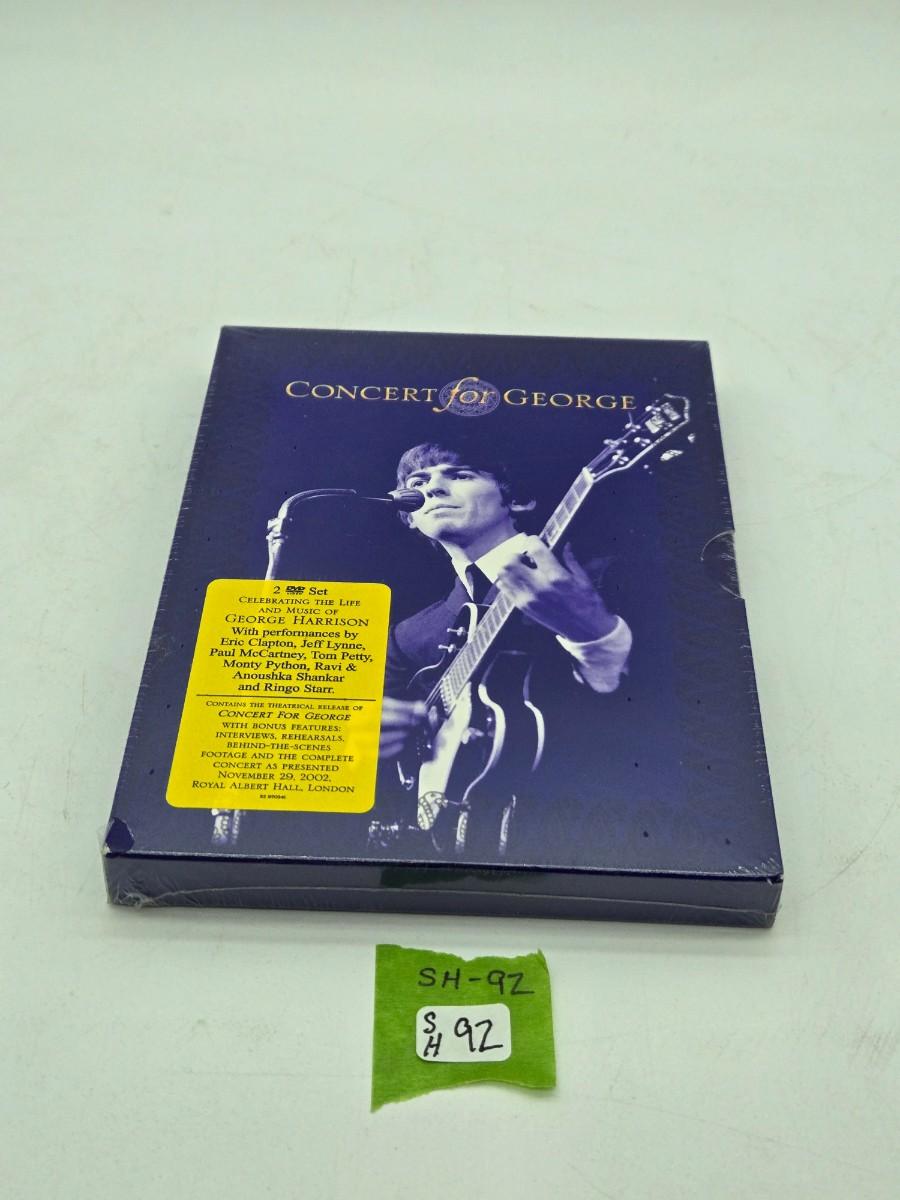 CONCERT for GEORGE
2 DVD Set
CELEBRATING THE LIFE
AND MUSIC OF
GEORGE HARRISON
With performances by
Eric Clapton, Jeff Lynne,
Paul McCartney, Tom Petty,
Monty Python, Ravi &
Anoushka Shankar
and Ringo Starr.
CONTAINS THE THEATRICAL RELEASE OF
CONCERT FOR GEORGE
WITH BONUS FEATURES:
INTERVIEWS, REHEARSALS,
BEHIND-THE-SCENES
FOOTAGE AND THE COMPLETE
CONCERT AS PRESENTED
NOVEMBER 29, 2002,
ROYAL ALBERT HALL, LONDON
SH-92
SH 92